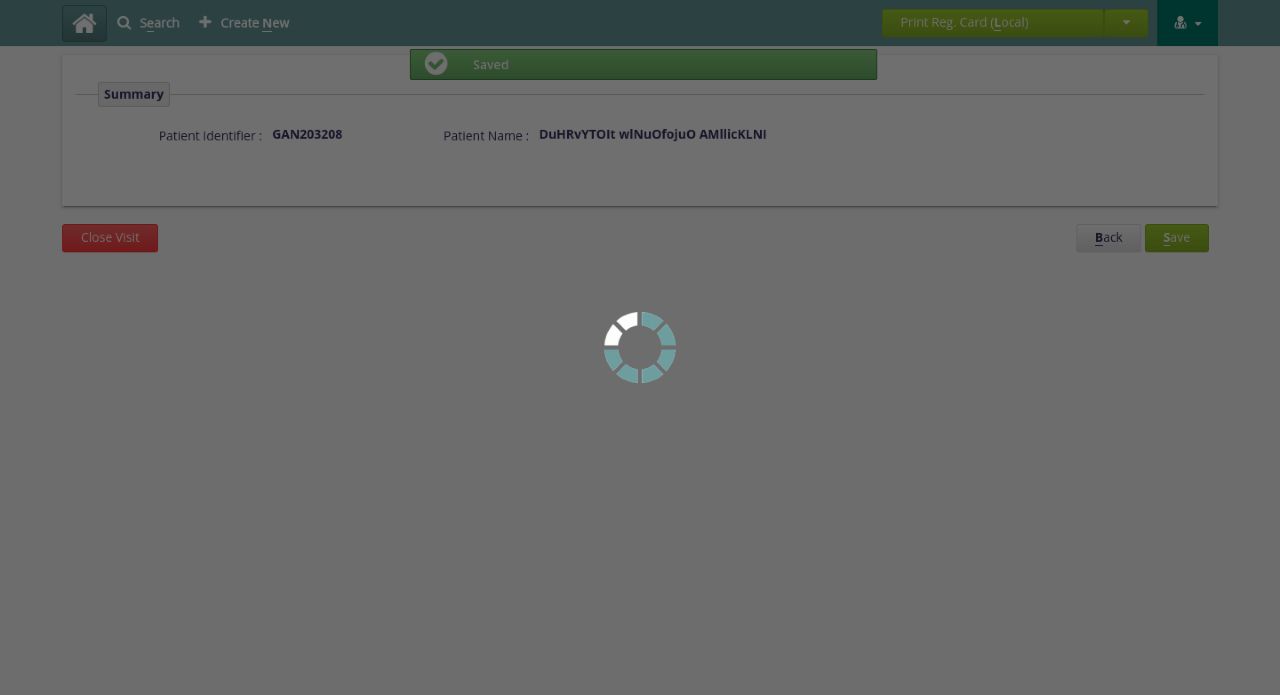 Search
Create New
Print Reg. Card (Local)
Saved
Summary
Patient Identifier : GAN203208
Patient Name : DuHRvYTOIt wlNuOfojuO AMllicKLNI
Close Visit
Back
Save